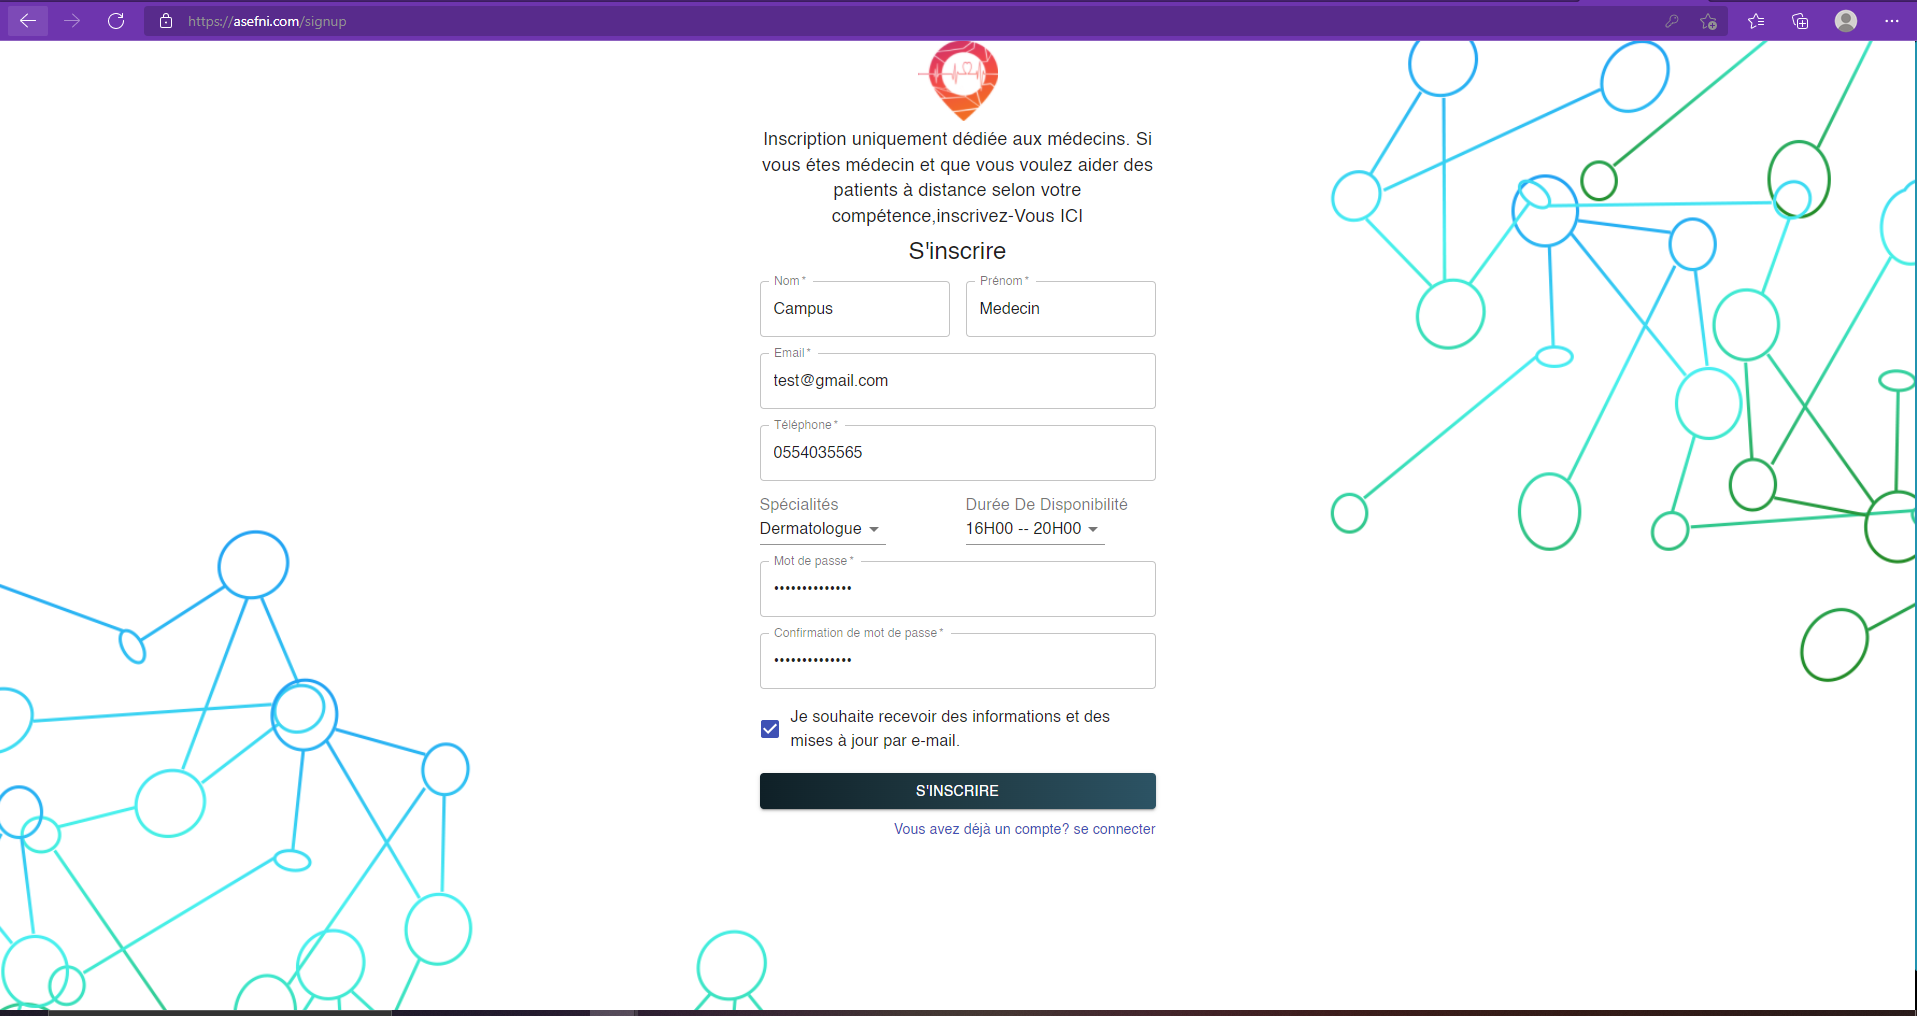 https://asefni.com/signup
Inscription uniquement dédiée aux médecins. Si
vous étes médecin et que vous voulez aider des
patients à distance selon votre
compétence,inscrivez-Vous ICI
S'inscrire
Nom *
Prénom *
Campus
Medecin
Email *
test@gmail.com
Téléphone *
0554035565
Spécialités
Durée De Disponibilité
Dermatologue
16H00 -- 20H00
Mot de passe *
••••••••••••••
Confirmation de mot de passe *
••••••••••••••
Je souhaite recevoir des informations et des
mises à jour par e-mail.
S'INSCRIRE
Vous avez déjà un compte? se connecter